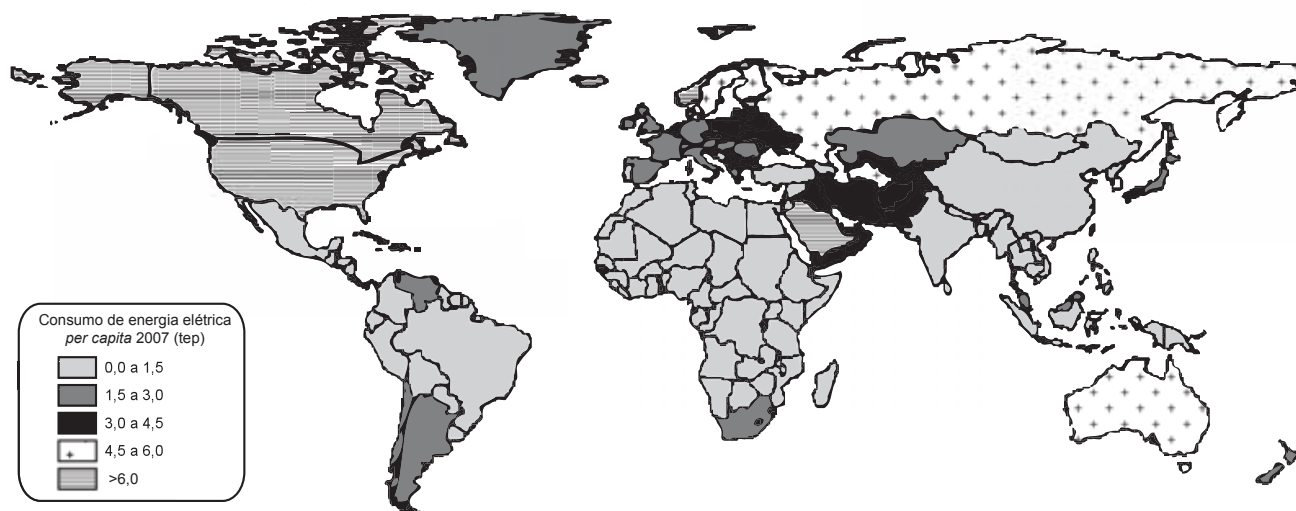 Consumo de energia elétrica
per capita 2007 (tep)
0,0 a 1,5
1,5 a 3,0
3,0 a 4,5
4,5 a 6,0
>6,0